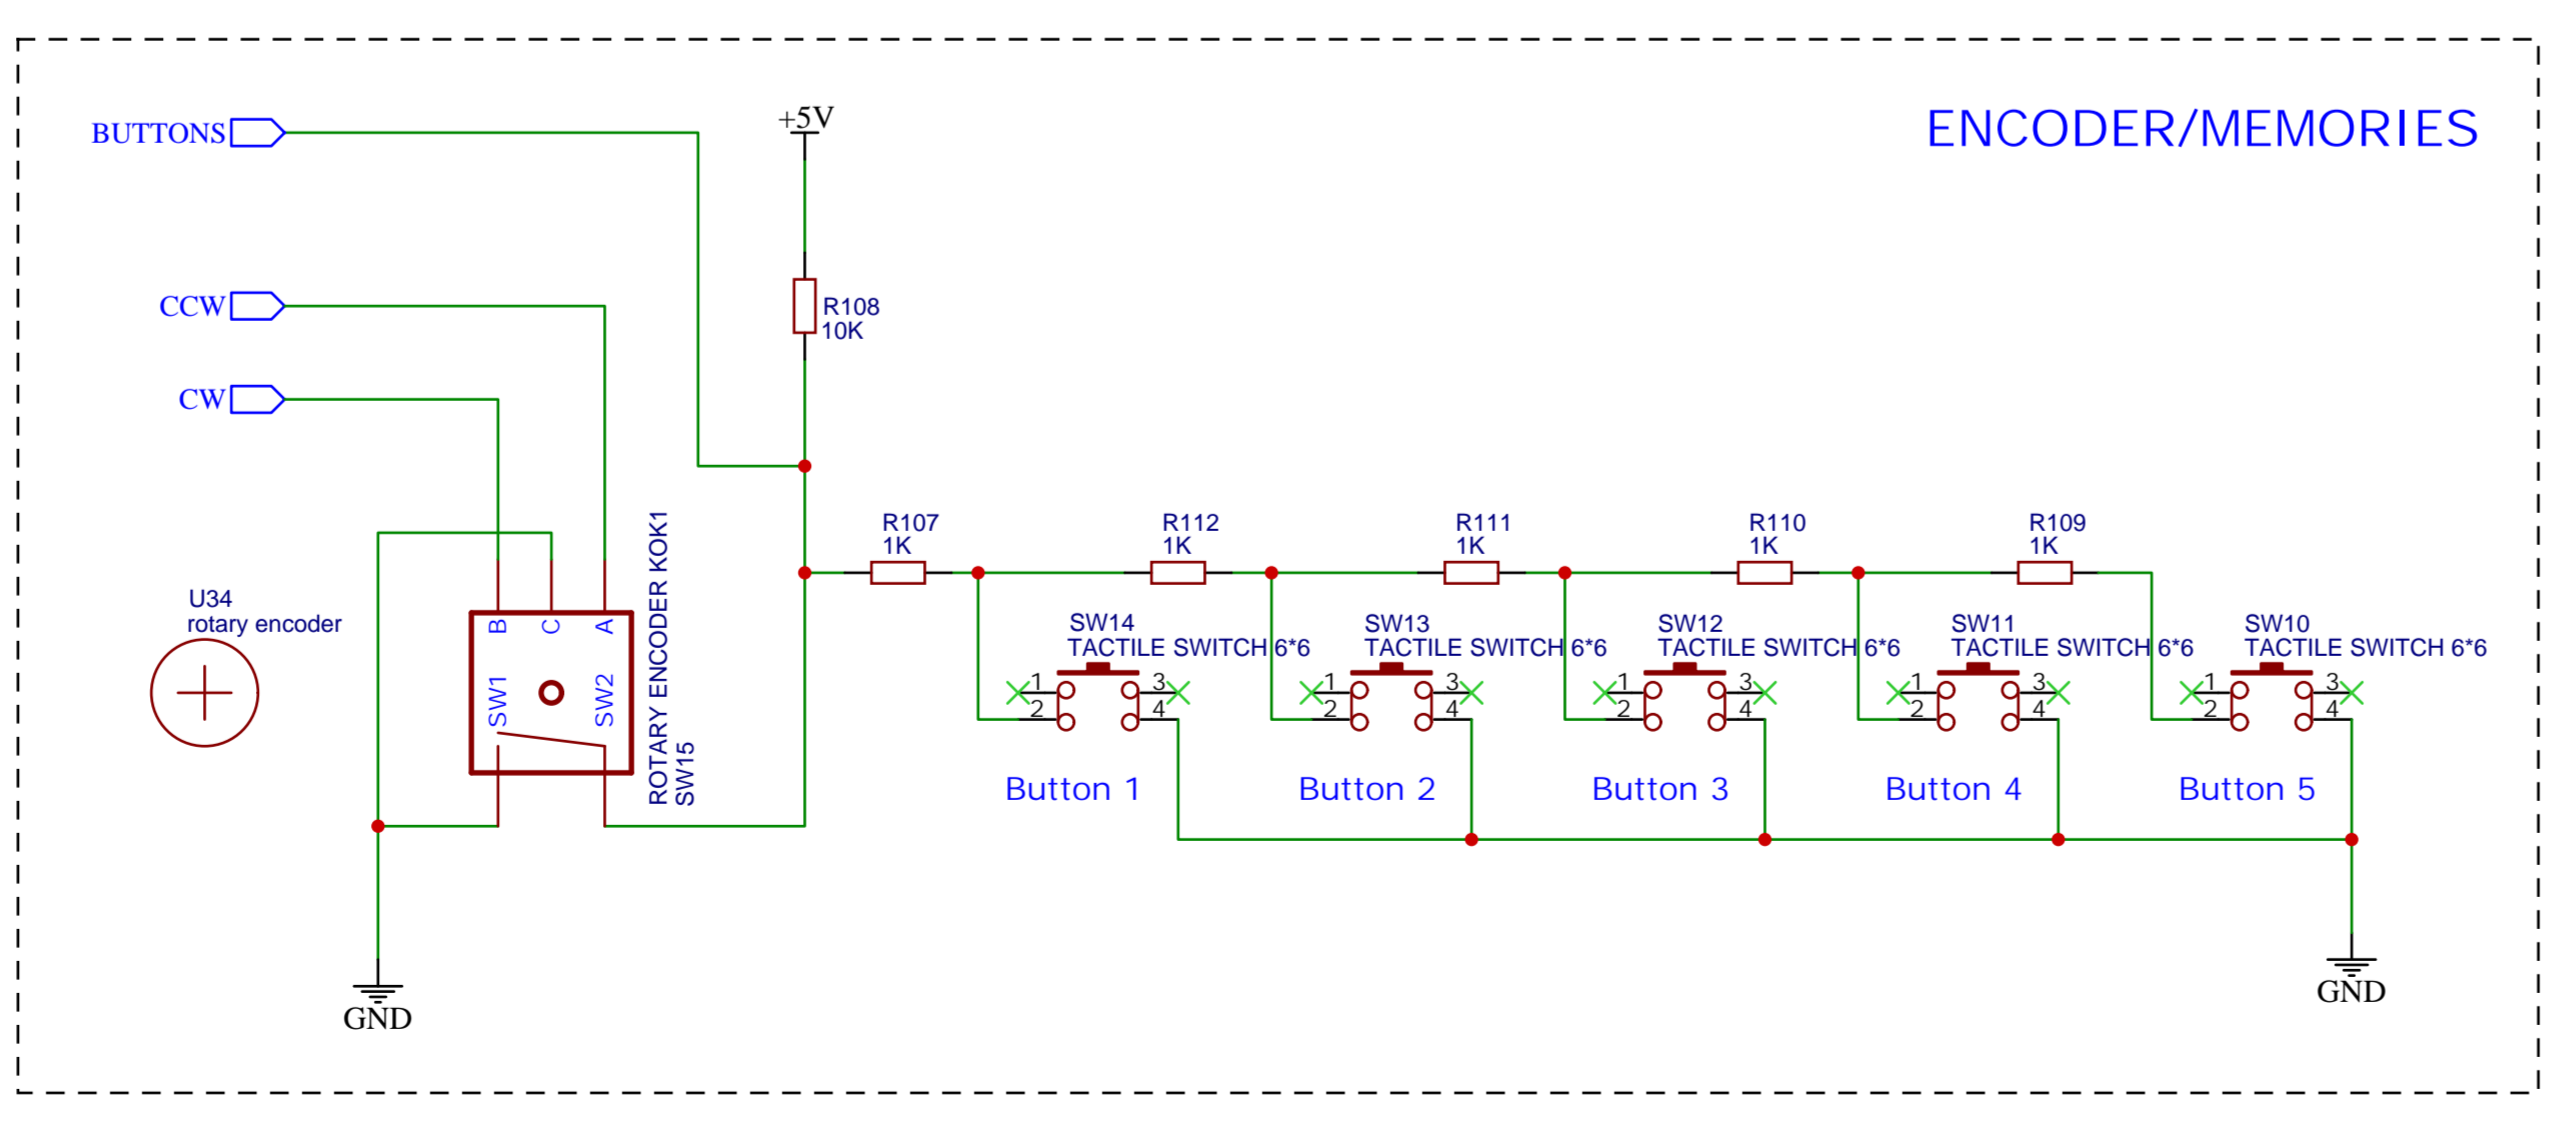 ENCODER/MEMORIES
BUTTONS
+5V
CCW
R108
10K
CW
R107
1K
R112
1K
R111
1K
R110
1K
R109
1K
U34
rotary encoder
B
C
A
SW1
SW2
ROTARY ENCODER KOK1
SW15
SW14
TACTILE SWITCH 6*6
1
2
3
4
Button 1
SW13
TACTILE SWITCH 6*6
1
2
3
4
Button 2
SW12
TACTILE SWITCH 6*6
1
2
3
4
Button 3
SW11
TACTILE SWITCH 6*6
1
2
3
4
Button 4
SW10
TACTILE SWITCH 6*6
1
2
3
4
Button 5
GND
GND